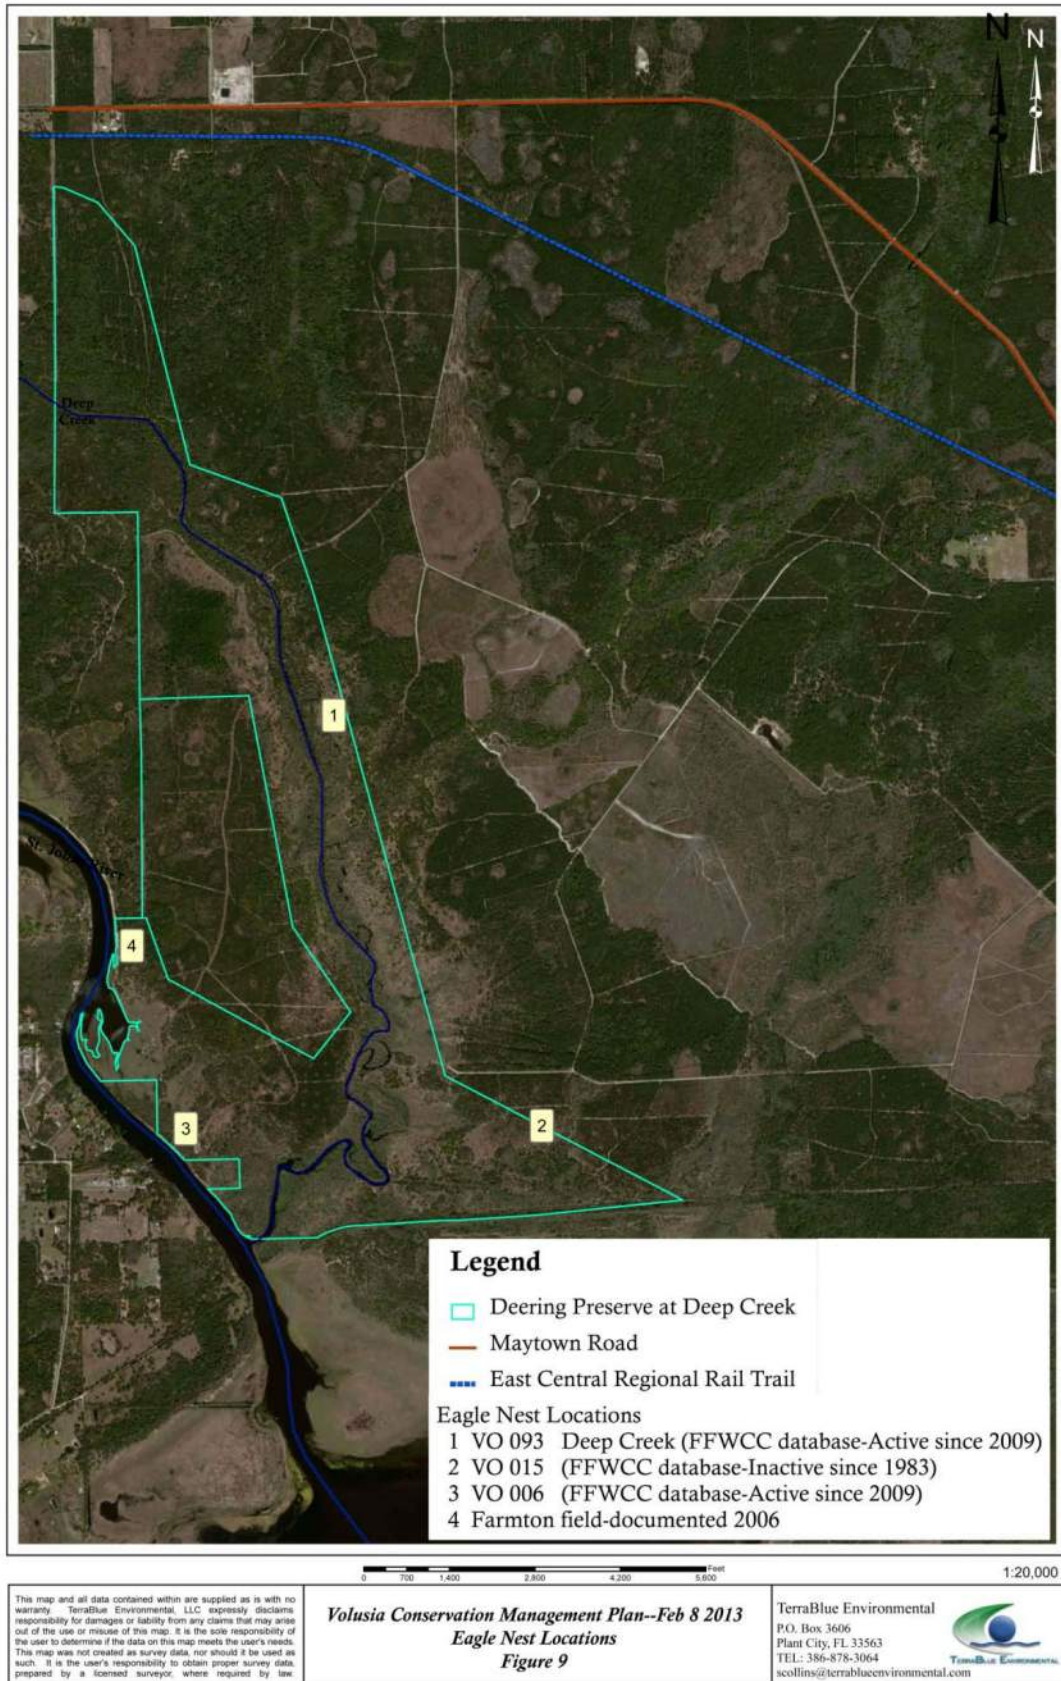 N
N
Deep
Creek
1
St. Johns River
4
3
2
Legend
Deering Preserve at Deep Creek
Maytown Road
East Central Regional Rail Trail
Eagle Nest Locations
1 VO 093 Deep Creek (FFWCC database-Active since 2009)
2 VO 015 (FFWCC database-Inactive since 1983)
3 VO 006 (FFWCC database-Active since 2009)
4 Farmton field-documented 2006
Feet
0 700 1,400 2,800 4,200 5,600
1:20,000
This map and all data contained within are supplied as is with no
warranty. TerraBlue Environmental, LLC expressly disclaims
responsibility for damages or liability from any claims that may arise
out of the use or misuse of this map. It is the sole responsibility of
the user to determine if the data on this map meets the user's needs.
This map was not created as survey data, nor should it be used as
such. It is the user's responsibility to obtain proper survey data,
prepared by a licensed surveyor, where required by law.
Volusia Conservation Management Plan--Feb 8 2013
Eagle Nest Locations
Figure 9
TerraBlue Environmental
P.O. Box 3606
Plant City, FL 33563
TEL: 386-878-3064
scollins@terrablueenvironmental.com
TERRABLUE ENVIRONMENTAL